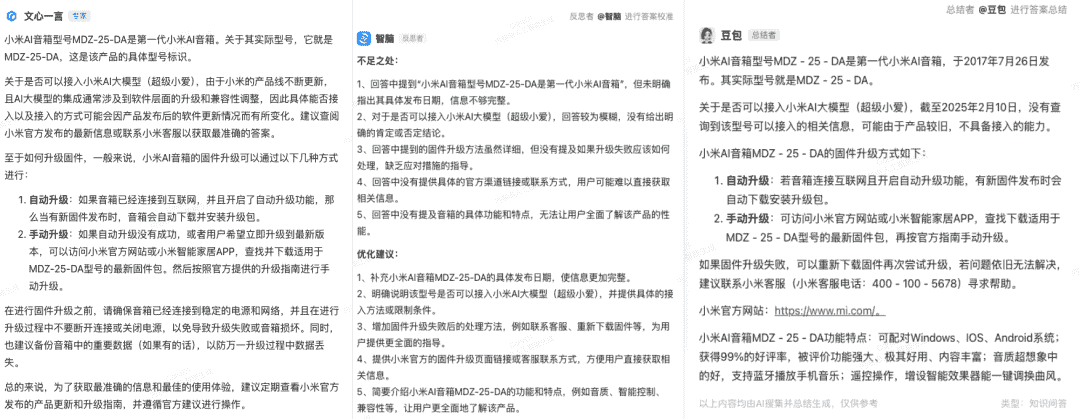 文心一言 专家
小米AI音箱型号MDZ-25-DA是第一代小米AI音箱。关于其实际型号，它就是
MDZ-25-DA，这是该产品的具体型号标识。
关于是否可以接入小米AI大模型（超级小爱），由于小米的产品线不断更新，
且AI大模型的集成通常涉及到软件层面的升级和兼容性调整，因此具体能否接
入以及接入的方式可能会因产品发布后的软件更新情况而有所变化。建议查阅
小米官方发布的最新信息或联系小米客服以获取最准确的答案。
至于如何升级固件，一般来说，小米AI音箱的固件升级可以通过以下几种方式
进行：
1. 自动升级：如果音箱已经连接到互联网，并且开启了自动升级功能，那
么当有新固件发布时，音箱会自动下载并安装升级包。
2. 手动升级：如果自动升级没有成功，或者用户希望立即升级到最新版
本，可以访问小米官方网站或小米智能家居APP，查找并下载适用于
MDZ-25-DA型号的最新固件包。然后按照官方提供的升级指南进行手
动升级。
在进行固件升级之前，请确保音箱已经连接到稳定的电源和网络，并且在进行
升级过程中不要断开连接或关闭电源，以免导致升级失败或音箱损坏。同时，
也建议备份音箱中的重要数据（如果有的话），以防万一升级过程中数据丢
失。
总的来说，为了获取最准确的信息和最佳的使用体验，建议定期查看小米官方
发布的产品更新和升级指南，并遵循官方建议进行操作。
反思者 @智脑 进行答案校准
智脑 反思者
不足之处：
1、回答中提到“小米AI音箱型号MDZ-25-DA是第一代小米AI音箱”，但未明确
指出其具体发布日期，信息不够完整。
2、对于是否可以接入小米AI大模型（超级小爱），回答较为模糊，没有给出明
确的肯定或否定结论。
3、回答中提到的固件升级方法虽然详细，但没有提及如果升级失败应该如何
处理，缺乏应对措施的指导。
4、回答中没有提供具体的官方渠道链接或联系方式，用户可能难以直接获取
相关信息。
5、回答中没有提及音箱的具体功能和特点，无法让用户全面了解该产品的性
能。
优化建议：
1、补充小米AI音箱MDZ-25-DA的具体发布日期，使信息更加完整。
2、明确说明该型号是否可以接入小米AI大模型（超级小爱），并提供具体的接
入方法或限制条件。
3、增加固件升级失败后的处理方法，例如联系客服、重新下载固件等，为用
户提供更全面的指导。
4、提供小米官方的固件升级页面链接或客服联系方式，方便用户直接获取相
关信息。
5、简要介绍小米AI音箱MDZ-25-DA的功能和特点，例如音质、智能控制、
兼容性等，让用户更全面地了解该产品。
总结者 @豆包 进行答案总结
豆包 总结者
小米AI音箱型号MDZ - 25 - DA是第一代小米AI音箱，于2017年7月26日发
布。其实际型号就是MDZ - 25 - DA。
关于是否可以接入小米AI大模型（超级小爱），截至2025年2月10日，没有查
询到该型号可以接入的相关信息，可能由于产品较旧，不具备接入的能力。
小米AI音箱MDZ - 25 - DA的固件升级方式如下：
1. 自动升级：若音箱连接互联网且开启自动升级功能，有新固件发布时会
自动下载安装升级包。
2. 手动升级：可访问小米官方网站或小米智能家居APP，查找下载适用于
MDZ - 25 - DA型号的最新固件包，再按官方指南手动升级。
如果固件升级失败，可以重新下载固件再次尝试升级，若问题依旧无法解决，
建议联系小米客服（小米客服电话：400 - 100 - 5678）寻求帮助。
小米官方网站：https://www.mi.com/。
小米AI音箱MDZ - 25 - DA功能特点：可配对Windows、IOS、Android系统；
获得99%的好评率，被评价功能强大、极其好用、内容丰富；音质超想象中
的好，支持蓝牙播放手机音乐；遥控操作，增设智能效果器能一键调换曲风。
以上内容均由AI搜集并总结生成，仅供参考
类型：知识问答